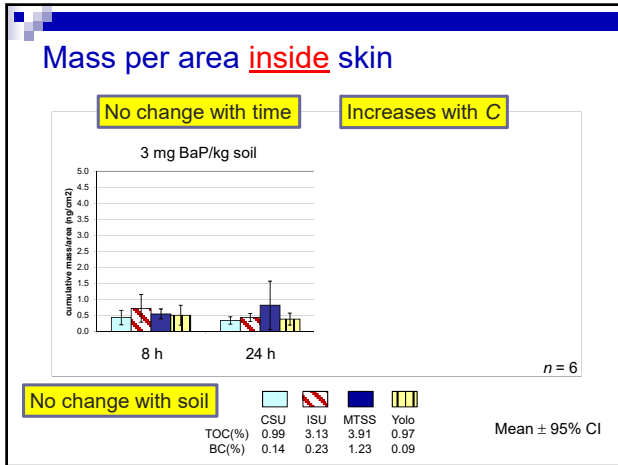 Mass per area inside skin
No change with time
Increases with C
3 mg BaP/kg soil
cumulative mass/area (ng/cm2)
5.0
4.5
4.0
3.5
3.0
2.5
2.0
1.5
1.0
0.5
0.0
8 h 24 h
n = 6
No change with soil
CSU ISU MTSS Yolo
TOC(%) 0.99 3.13 3.91 0.97
BC(%) 0.14 0.23 1.23 0.09
Mean ± 95% CI